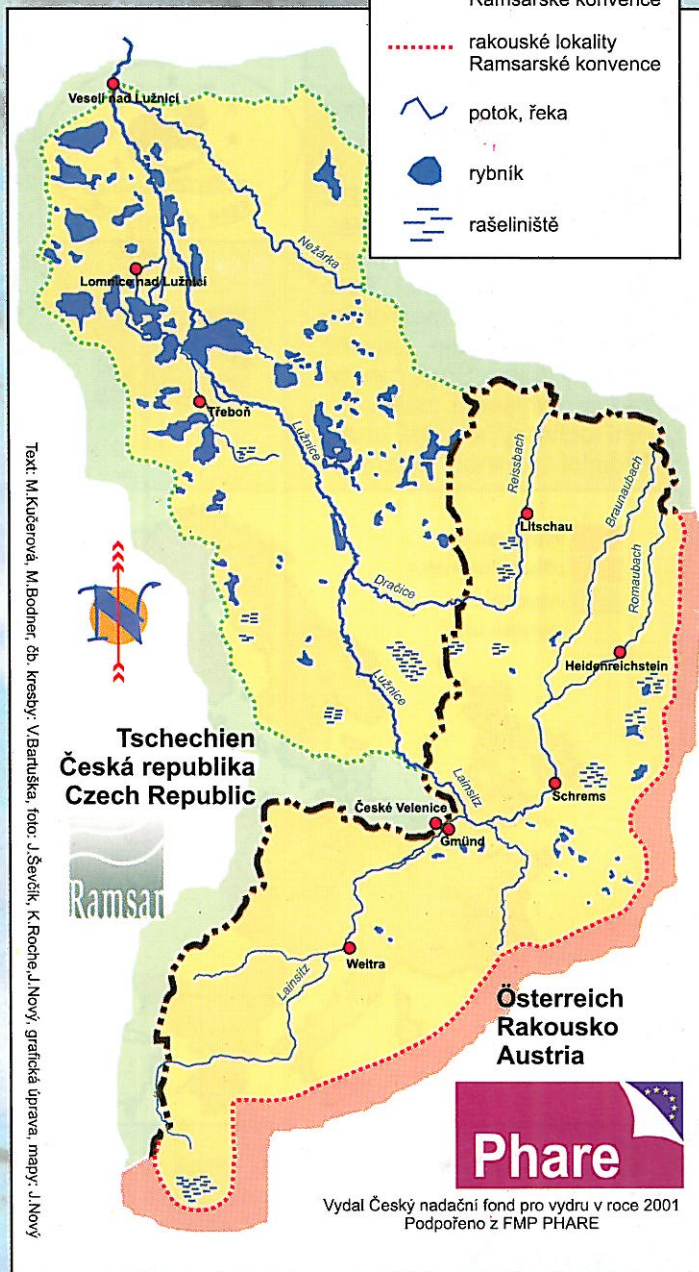 Ramsarské konvence
rakouské lokality
Ramsarské konvence
potok, řeka
rybník
rašeliniště
Veselí nad Lužnicí
Nežárka
Lomnice nad Lužnicí
Třeboň
Lužnice
Reissbach
Litschau
Braunaubach
Romaubach
Dračice
Heidenreichstein
Lužnice
N
Tschechien
Česká republika
Czech Republic
Lainsitz
Schrems
České Velenice
Gmünd
Ramsar
Weitra
Lainsitz
Österreich
Rakousko
Austria
Phare
Vydal Český nadační fond pro vydru v roce 2001
Podpořeno z FMP PHARE
Text: M.Kučerová, M.Bodner, čb. kresby: V.Bartuška, foto: J.Ševčík, K.Roche,J.Nový, grafická úprava, mapy: J.Nový